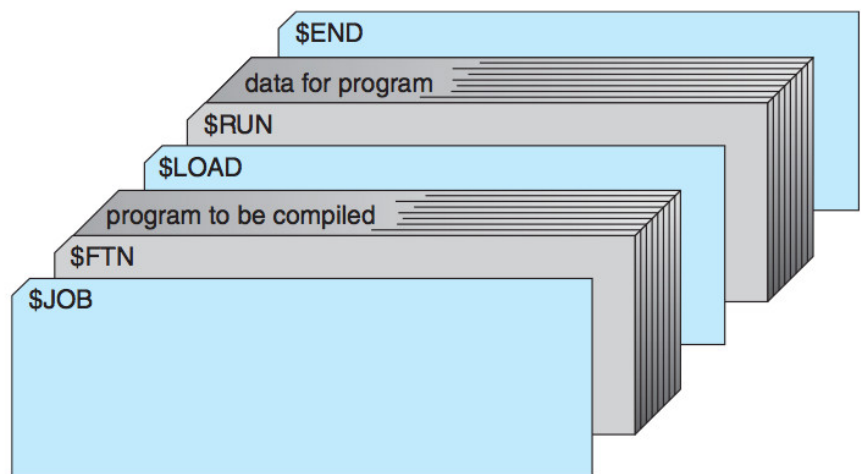 $END
data for program
$RUN
$LOAD
program to be compiled
$FTN
$JOB